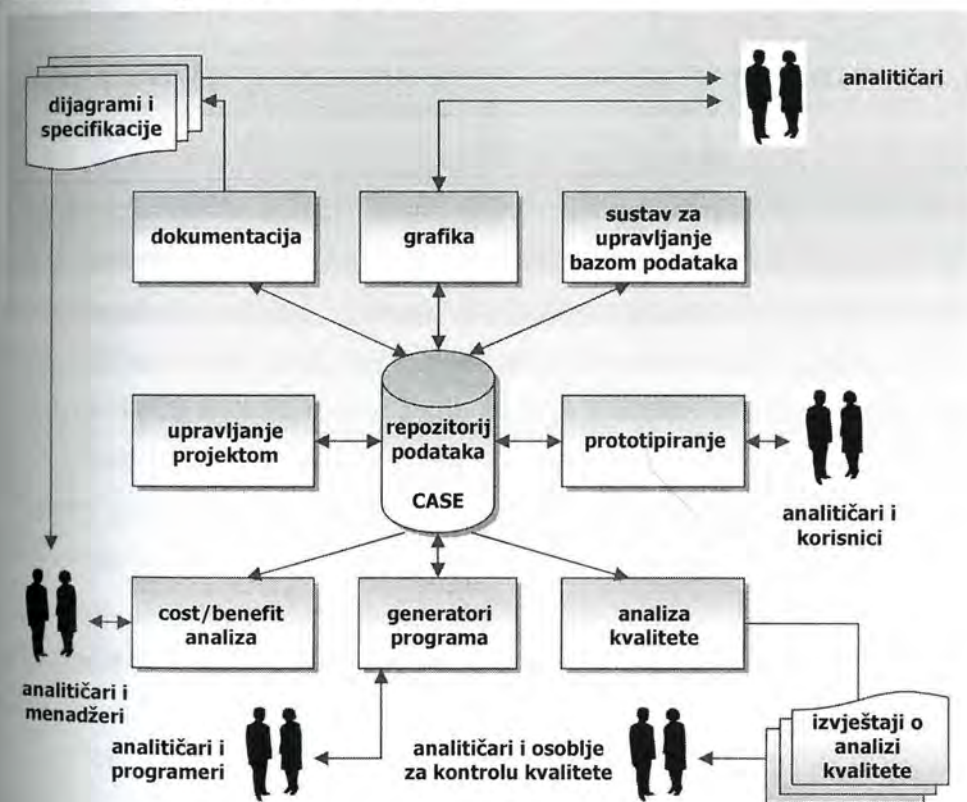 dijagrami i
specifikacije
analitičari
dokumentacija
grafika
sustav za
upravljanje
bazom podataka
upravljanje
projektom
repozitorij
podataka
CASE
prototipiranje
analitičari i
korisnici
cost/benefit
analiza
generatori
programa
analiza
kvalitete
analitičari i
menadžeri
analitičari i
programeri
analitičari i osoblje
za kontrolu kvalitete
izvještaji o
analizi
kvalitete